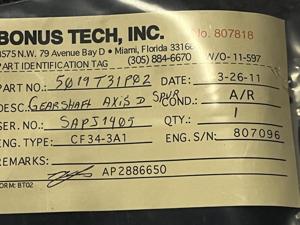 BONUS TECH, INC. No. 807818
8575 N.W. 79 Avenue Bay D • Miami, Florida 33166
PART IDENTIFICATION TAG (305) 884-6670 W/O-11-597
PART NO.: 5019T31P02 DATE: 3-26-11
DESC. GEARSHAFT AXIS D SPUR COND.: A/R
SER. NO.: SAPJ1905 QTY.: 1
ENG. TYPE: CF34-3A1 ENG. S/N: 807096
REMARKS:
AP2886650
FORM: BT02